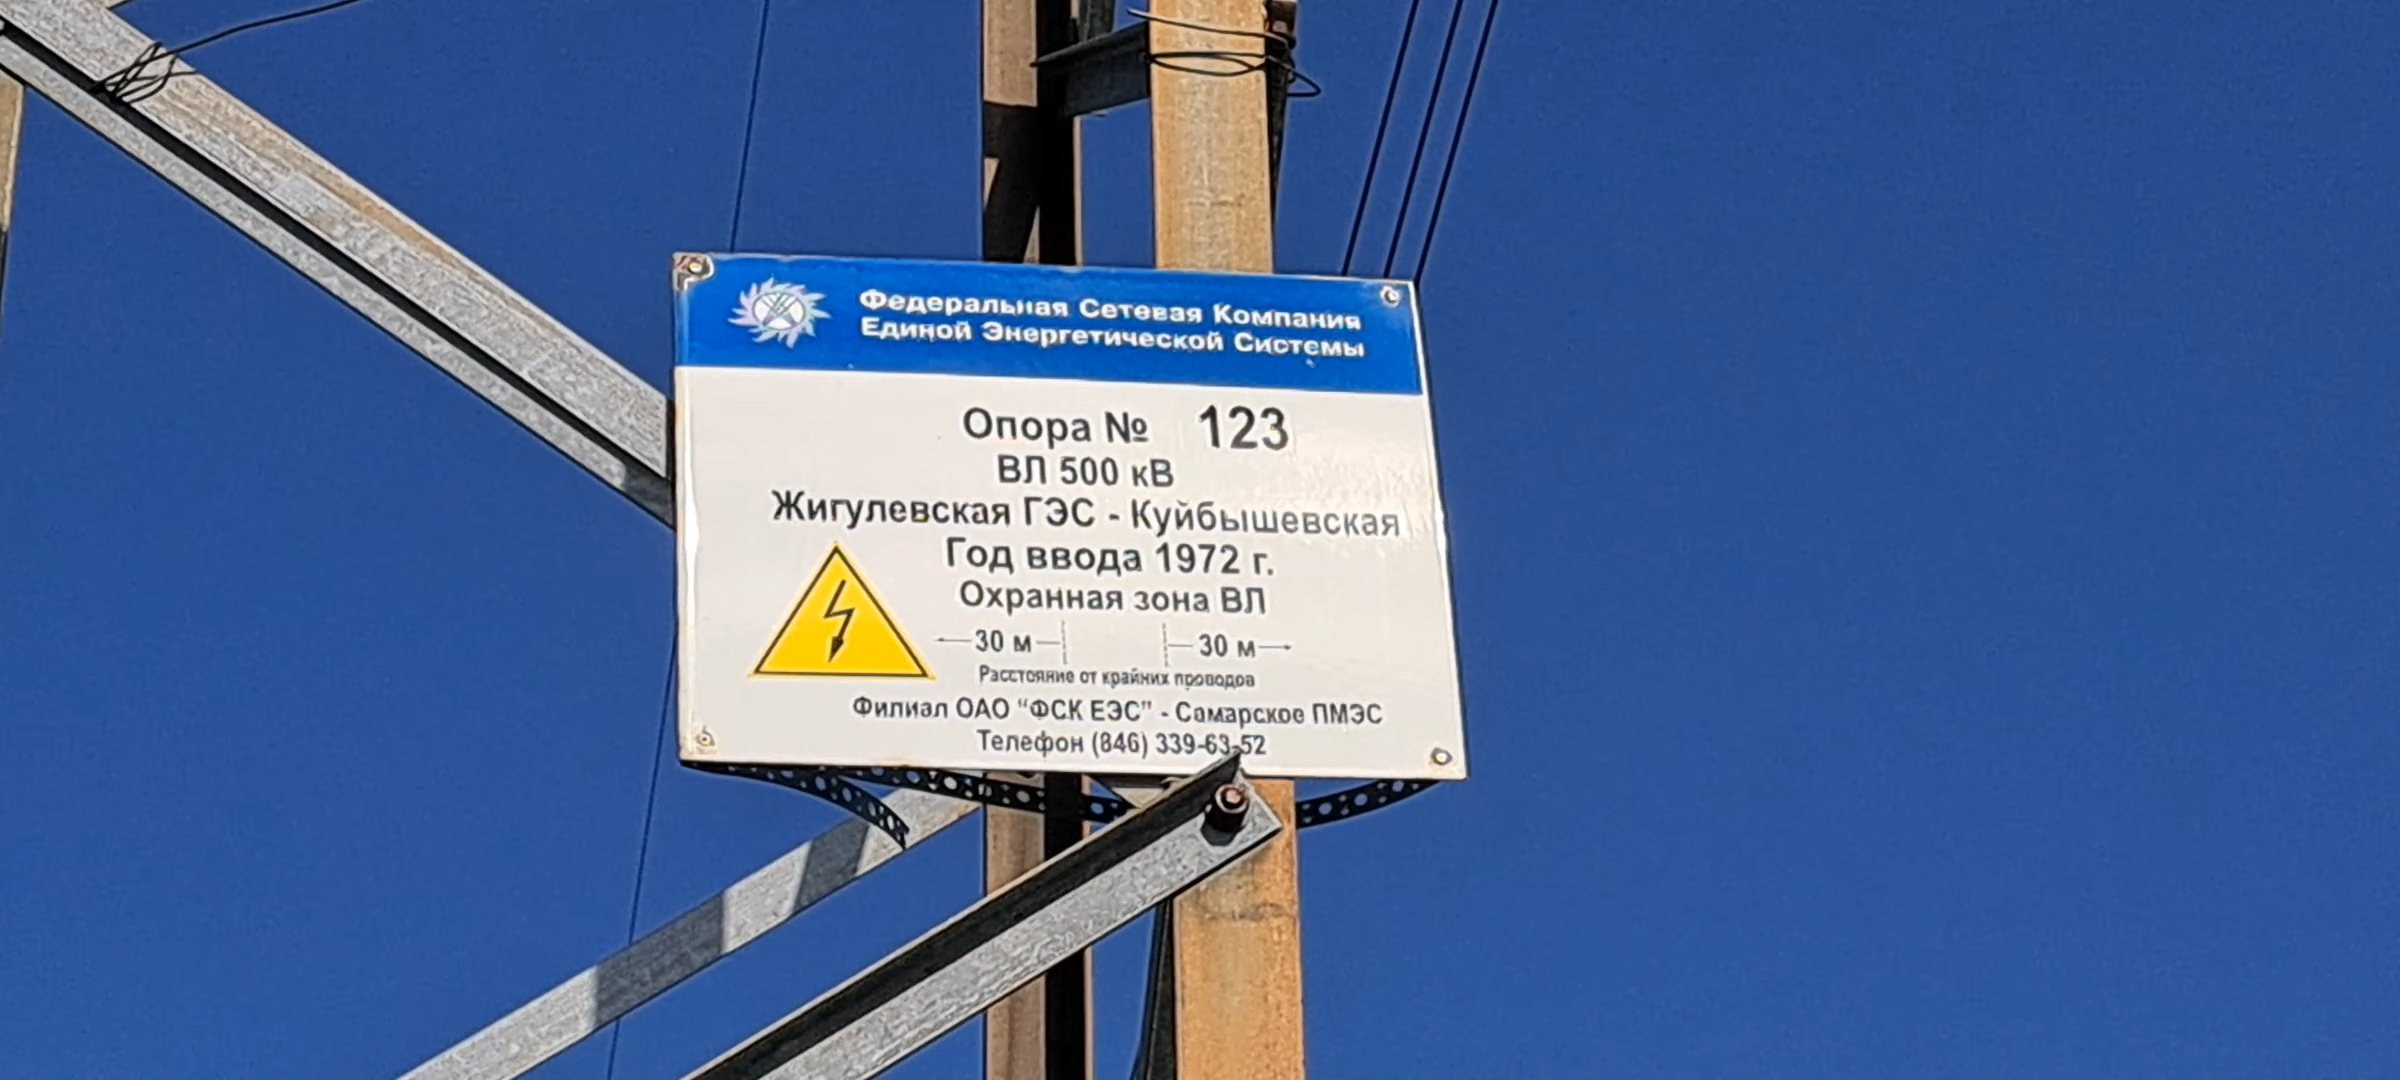 Федеральная Сетевая Компания
Единой Энергетической Системы
Опора № 123
ВЛ 500 кВ
Жигулевская ГЭС - Куйбышевская
Год ввода 1972 г.
Охранная зона ВЛ
30 м 30 м
Расстояние от крайних проводов
Филиал ОАО “ФСК ЕЭС” - Самарское ПМЭС
Телефон (846) 339-63-52